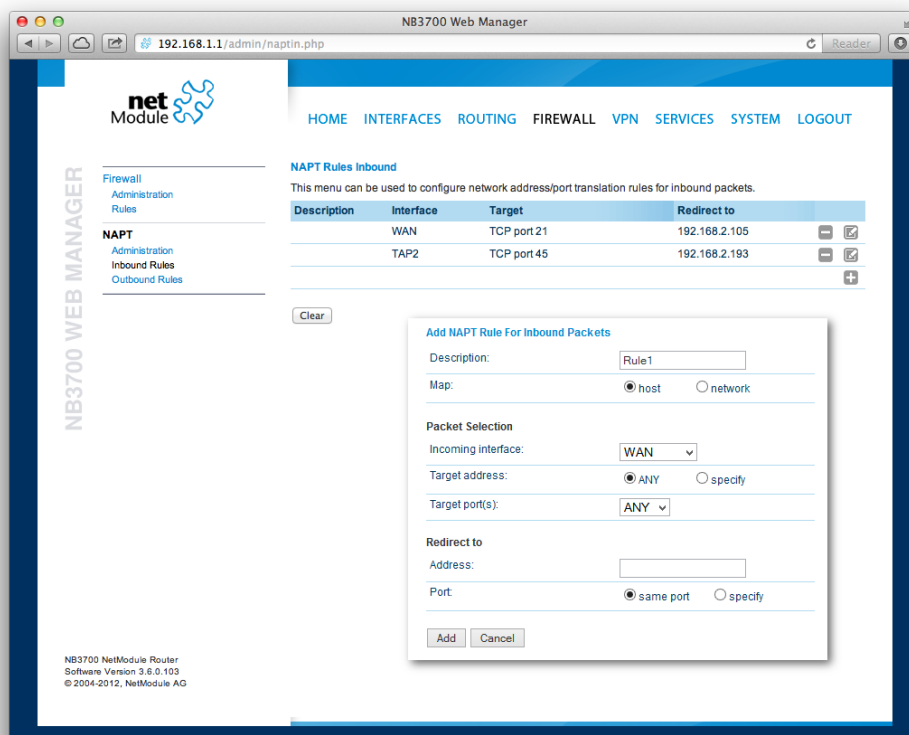 NB3700 Web Manager
192.168.1.1/admin/naptin.php
Reader
net
Module
HOME INTERFACES ROUTING FIREWALL VPN SERVICES SYSTEM LOGOUT
NB3700 WEB MANAGER
Firewall
Administration
Rules
NAPT
Administration
Inbound Rules
Outbound Rules
NAPT Rules Inbound
This menu can be used to configure network address/port translation rules for inbound packets.
Description Interface Target Redirect to
WAN TCP port 21 192.168.2.105
TAP2 TCP port 45 192.168.2.193
Clear
Add NAPT Rule For Inbound Packets
Description: Rule1
Map: host network
Packet Selection
Incoming interface: WAN
Target address: ANY specify
Target port(s): ANY
Redirect to
Address:
Port: same port specify
Add Cancel
NB3700 NetModule Router
Software Version 3.6.0.103
© 2004-2012, NetModule AG